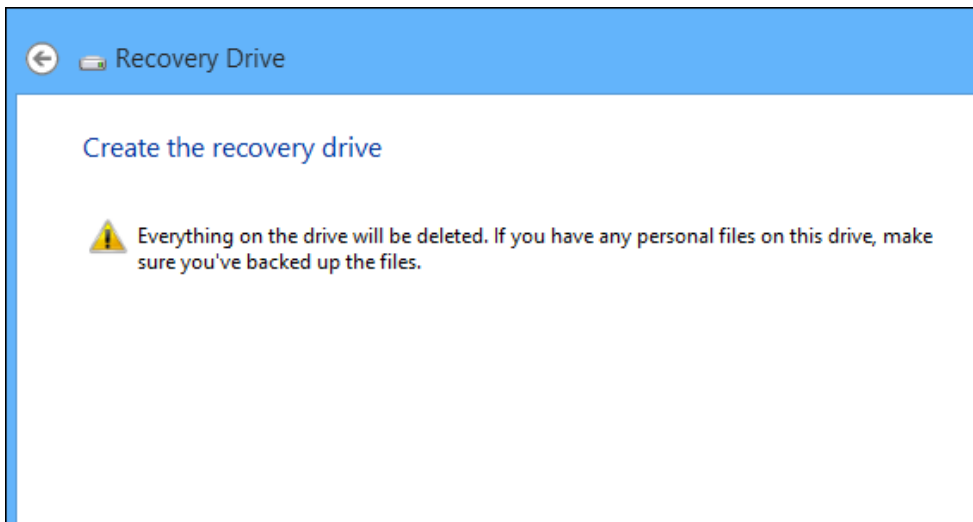 Recovery Drive
Create the recovery drive
Everything on the drive will be deleted. If you have any personal files on this drive, make
sure you've backed up the files.